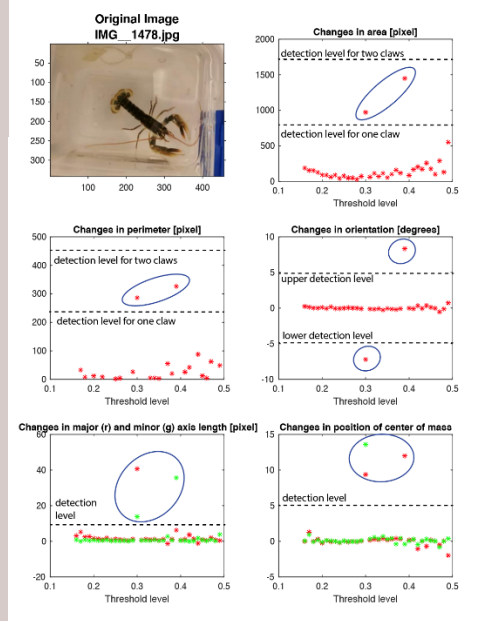 Original Image
IMG__1478.jpg
50
100
150
200
250
300
100 200 300 400
Changes in area [pixel]
2000
1500
1000
500
0
detection level for two claws
detection level for one claw
0.1 0.2 0.3 0.4 0.5
Threshold level
Changes in perimeter [pixel]
500
400
300
200
100
0
detection level for two claws
detection level for one claw
0.1 0.2 0.3 0.4 0.5
Threshold level
Changes in orientation [degrees]
10
5
0
-5
-10
upper detection level
lower detection level
0.1 0.2 0.3 0.4 0.5
Threshold level
Changes in major (r) and minor (g) axis length [pixel]
60
40
20
0
-20
detection
level
0.1 0.2 0.3 0.4 0.5
Threshold level
Changes in position of center of mass
15
10
5
0
-5
detection level
0.1 0.2 0.3 0.4 0.5
Threshold level